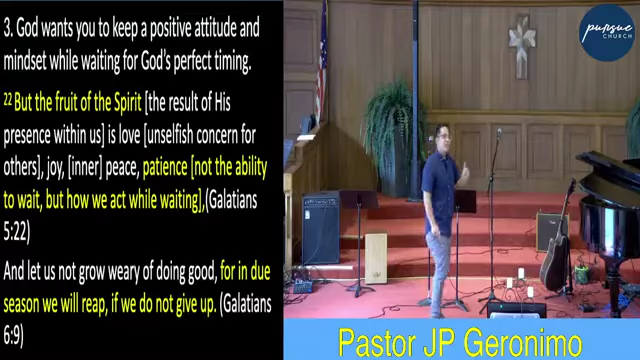 3. God wants you to keep a positive attitude and
mindset while waiting for God's perfect timing.
22 But the fruit of the Spirit [the result of His
presence within us] is love [unselfish concern for
others], joy, [inner] peace, patience [not the ability
to wait, but how we act while waiting],(Galatians
5:22)
And let us not grow weary of doing good, for in due
season we will reap, if we do not give up. (Galatians
6:9)
pursue
CHURCH
Pastor JP Geronimo